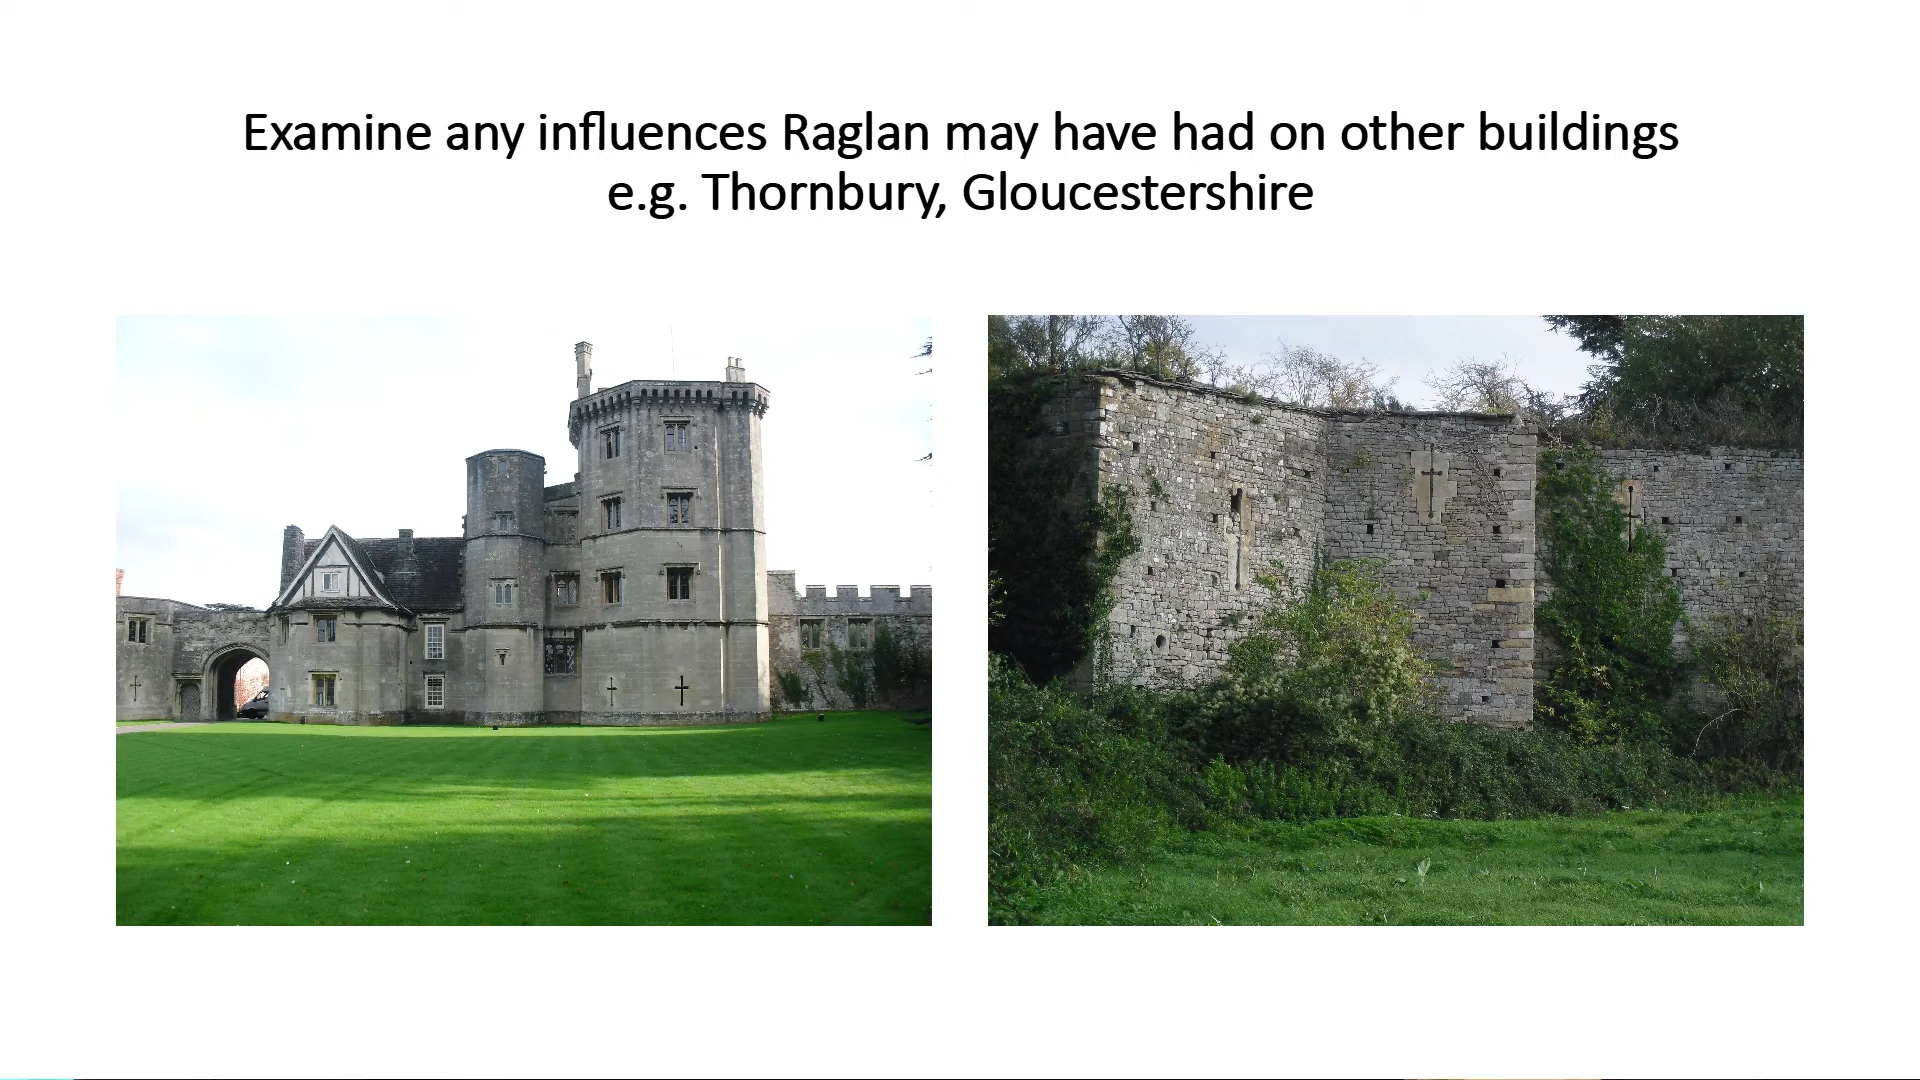 Examine any influences Raglan may have had on other buildings
e.g. Thornbury, Gloucestershire